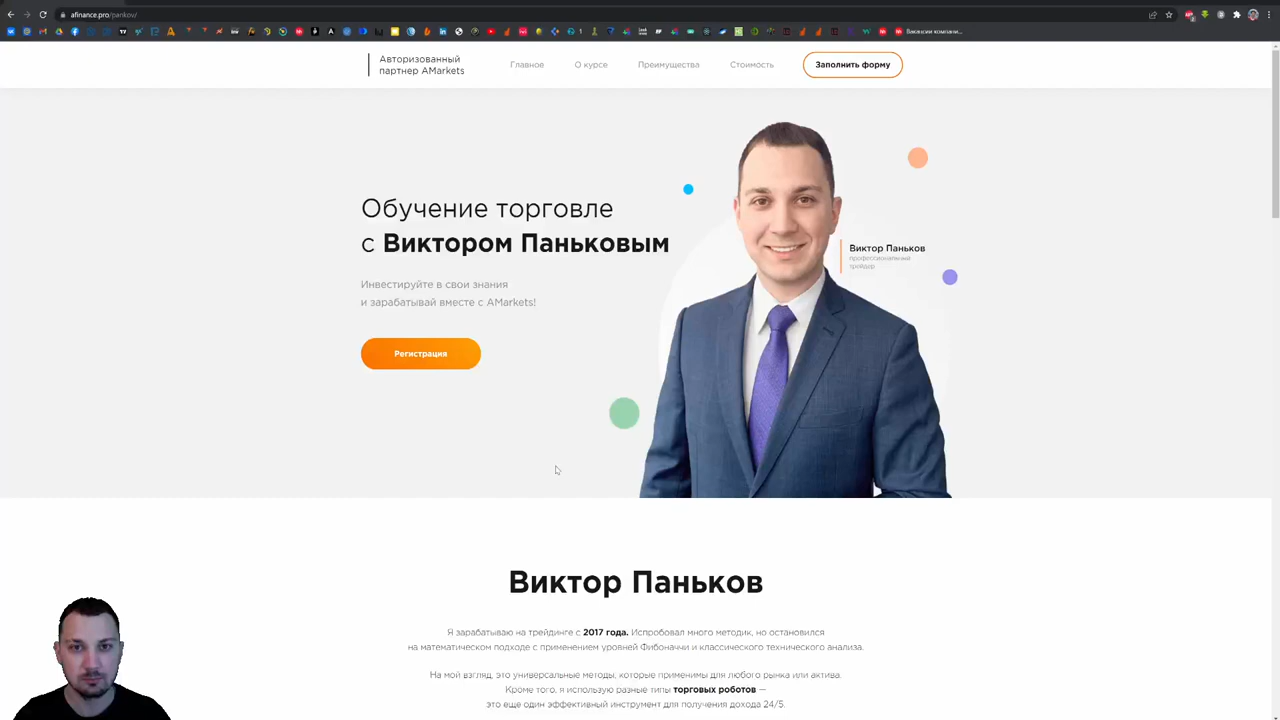 afinance.pro/pankov/
Вакансии компани...
Авторизованный
партнер AMarkets
Главное
О курсе
Преимущества
Стоимость
Заполнить форму
Обучение торговле
с Виктором Паньковым
Инвестируйте в свои знания
и зарабатывай вместе с AMarkets!
Регистрация
Виктор Паньков
профессиональный
трейдер
Виктор Паньков
Я зарабатываю на трейдинге с 2017 года. Испробовал много методик, но остановился
на математическом подходе с применением уровней Фибоначчи и классического технического анализа.
На мой взгляд, это универсальные методы, которые применимы для любого рынка или актива.
Кроме того, я использую разные типы торговых роботов —
это еще один эффективный инструмент для получения дохода 24/5.